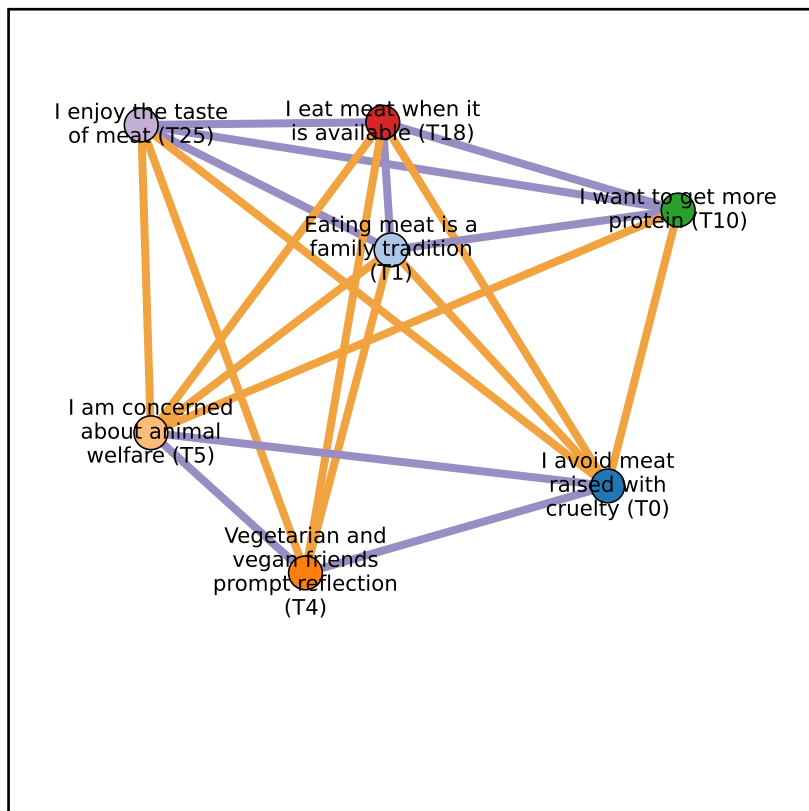 I enjoy the taste
of meat (T25)
I eat meat when it
is available (T18)
I want to get more
protein (T10)
Eating meat is a
family tradition
(T1)
I am concerned
about animal
welfare (T5)
I avoid meat
raised with
cruelty (T0)
Vegetarian and
vegan friends
prompt reflection
(T4)